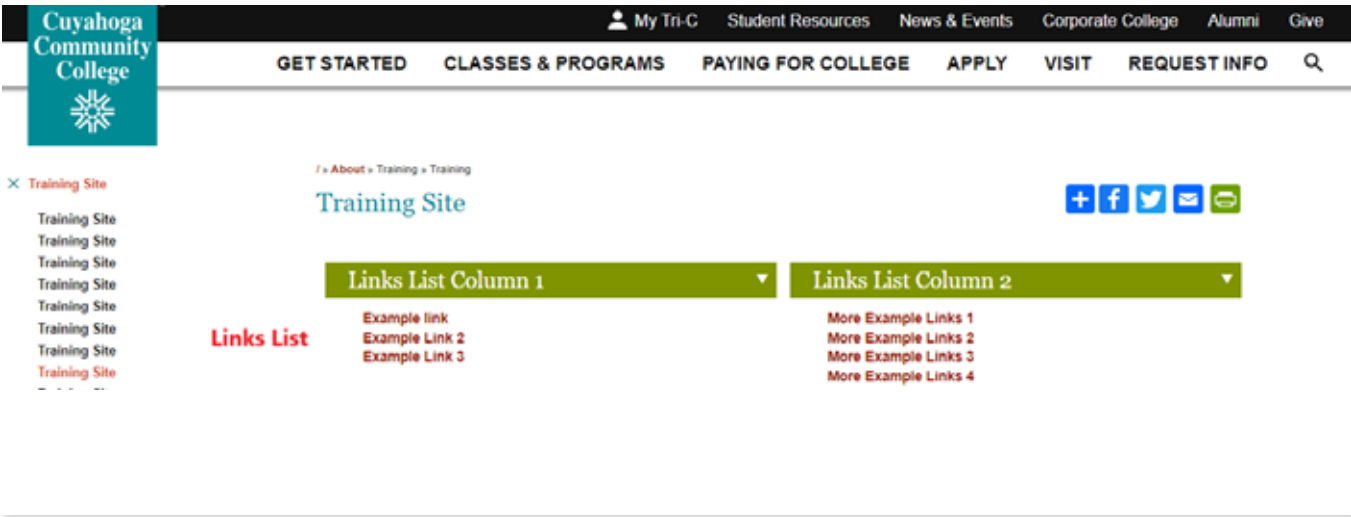 Cuyahoga
Community
College
My Tri-C Student Resources News & Events Corporate College Alumni Give
GET STARTED CLASSES & PROGRAMS PAYING FOR COLLEGE APPLY VISIT REQUEST INFO
/ » About » Training » Training
Training Site
× Training Site
Training Site
Training Site
Training Site
Training Site
Training Site
Training Site
Training Site
Training Site
Links List
Links List Column 1
Example link
Example Link 2
Example Link 3
Links List Column 2
More Example Links 1
More Example Links 2
More Example Links 3
More Example Links 4